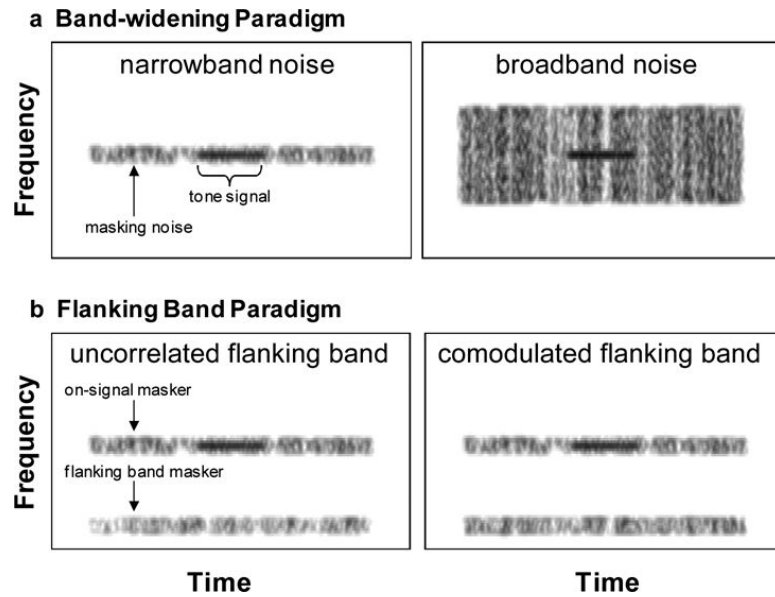 a Band-widening Paradigm
narrowband noise
broadband noise
Frequency
tone signal
masking noise
b Flanking Band Paradigm
uncorrelated flanking band
comodulated flanking band
on-signal masker
Frequency
flanking band masker
Time
Time